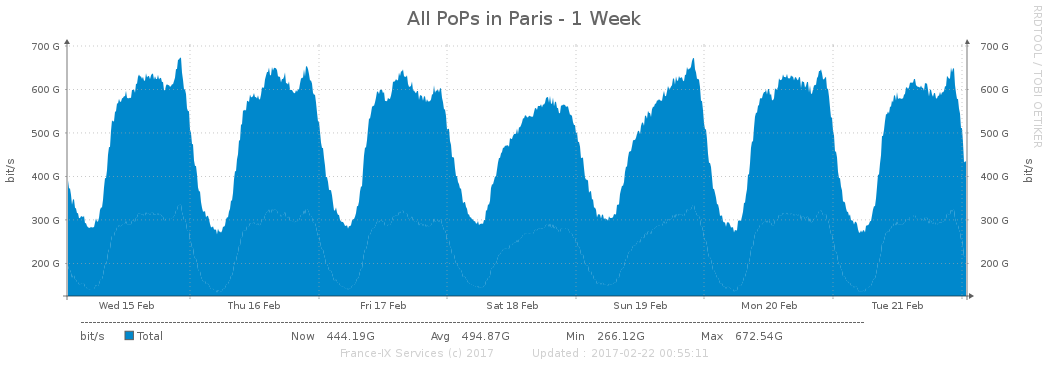 All PoPs in Paris - 1 Week
RRDTOOL / TOBI OETIKER
bit/s
700 G
600 G
500 G
400 G
300 G
200 G
700 G
600 G
500 G
400 G
300 G
200 G
bit/s
Wed 15 Feb Thu 16 Feb Fri 17 Feb Sat 18 Feb Sun 19 Feb Mon 20 Feb Tue 21 Feb
bit/s Total Now 444.19G Avg 494.87G Min 266.12G Max 672.54G
France-IX Services (c) 2017 Updated : 2017-02-22 00:55:11